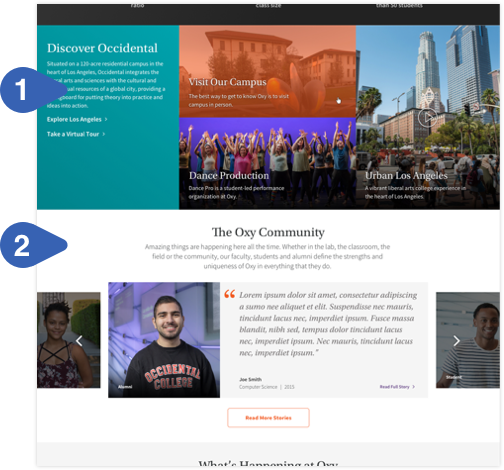 ratio
class size
than 50 students
1
Discover Occidental
Situated on a 120-acre residential campus in the
heart of Los Angeles, Occidental integrates the
arts and sciences with the cultural and
resources of a global city, providing a
for putting theory into practice and
ideas into action.
Explore Los Angeles >
Take a Virtual Tour >
Visit Our Campus
The best way to get to know Oxy is to visit
campus in person.
Dance Production
Dance Pro is a student-led performance
organization at Oxy.
Urban Los Angeles
A vibrant liberal arts college experience in
the heart of Los Angeles.
2
The Oxy Community
Amazing things are happening here all the time. Whether in the lab, the classroom, the
field or the community, our faculty, students and alumni define the strengths and
uniqueness of Oxy in everything that they do.
“ Lorem ipsum dolor sit amet, consectetur adipiscing
a sumo nee aliquet et elit. Suspendisse nec mauris,
tincidunt lacus nec, imperdiet ipsum. Fusce massa
blandit, nibh sed, tempus dolor tincidunt lacus
nec, imperdiet ipsum. Nec mauris, tincidunt lacus
nec, imperdiet ipsum.”
OCCIDENTAL
COLLEGE
Alumni
Joe Smith
Computer Science | 2015
Read Full Story >
Student
Read More Stories
What's Happening at Oxy